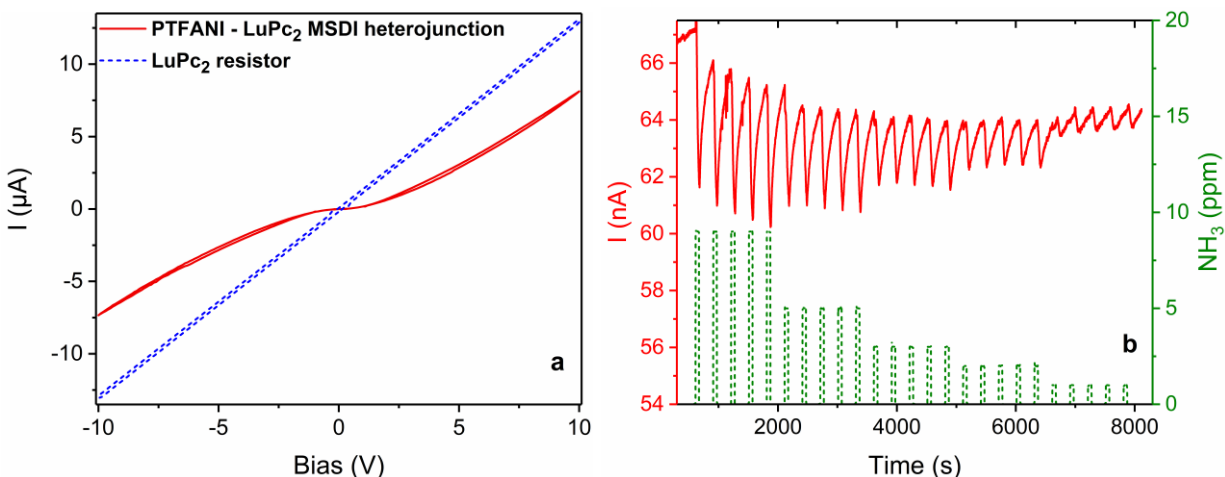 PTFANI - LuPc₂ MSDI heterojunction
LuPc₂ resistor
I (µA)
10
5
0
-5
-10
a
-10
-5
0
5
10
Bias (V)
I (nA)
66
64
62
60
58
56
54
b
2000
4000
6000
8000
Time (s)
20
15
10
5
0
NH₃ (ppm)